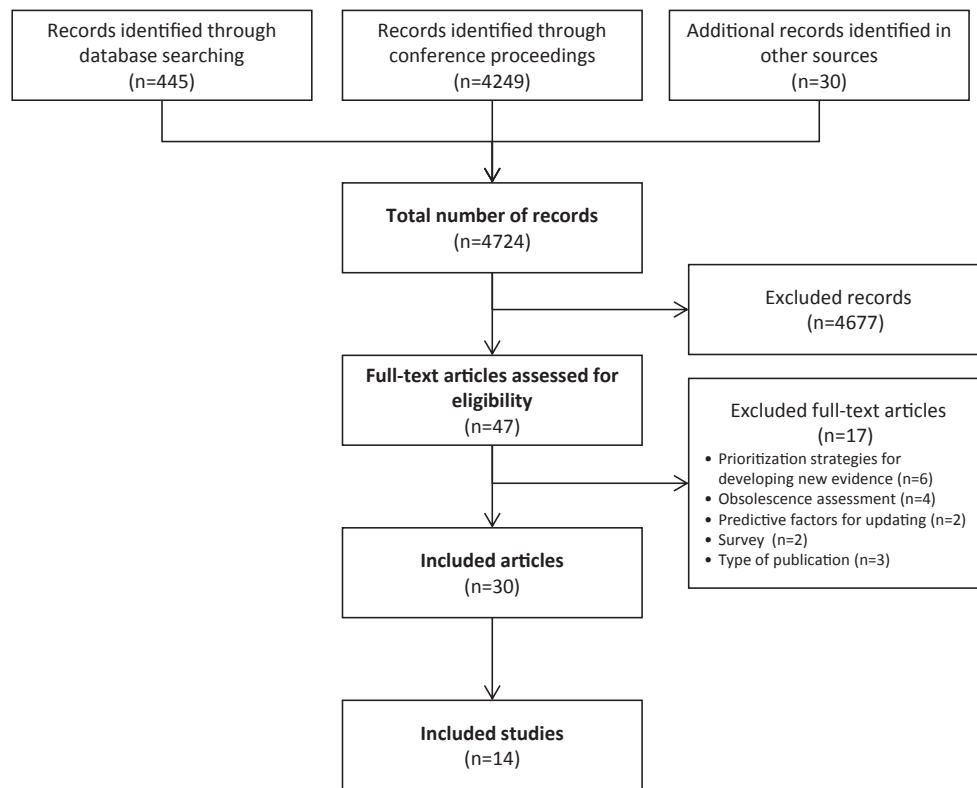 Records identified through
database searching
(n=445)
Records identified through
conference proceedings
(n=4249)
Additional records identified in
other sources
(n=30)
Total number of records
(n=4724)
Excluded records
(n=4677)
Full-text articles assessed for
eligibility
(n=47)
Excluded full-text articles
(n=17)
• Prioritization strategies for
developing new evidence (n=6)
• Obsolescence assessment (n=4)
• Predictive factors for updating (n=2)
• Survey (n=2)
• Type of publication (n=3)
Included articles
(n=30)
Included studies
(n=14)